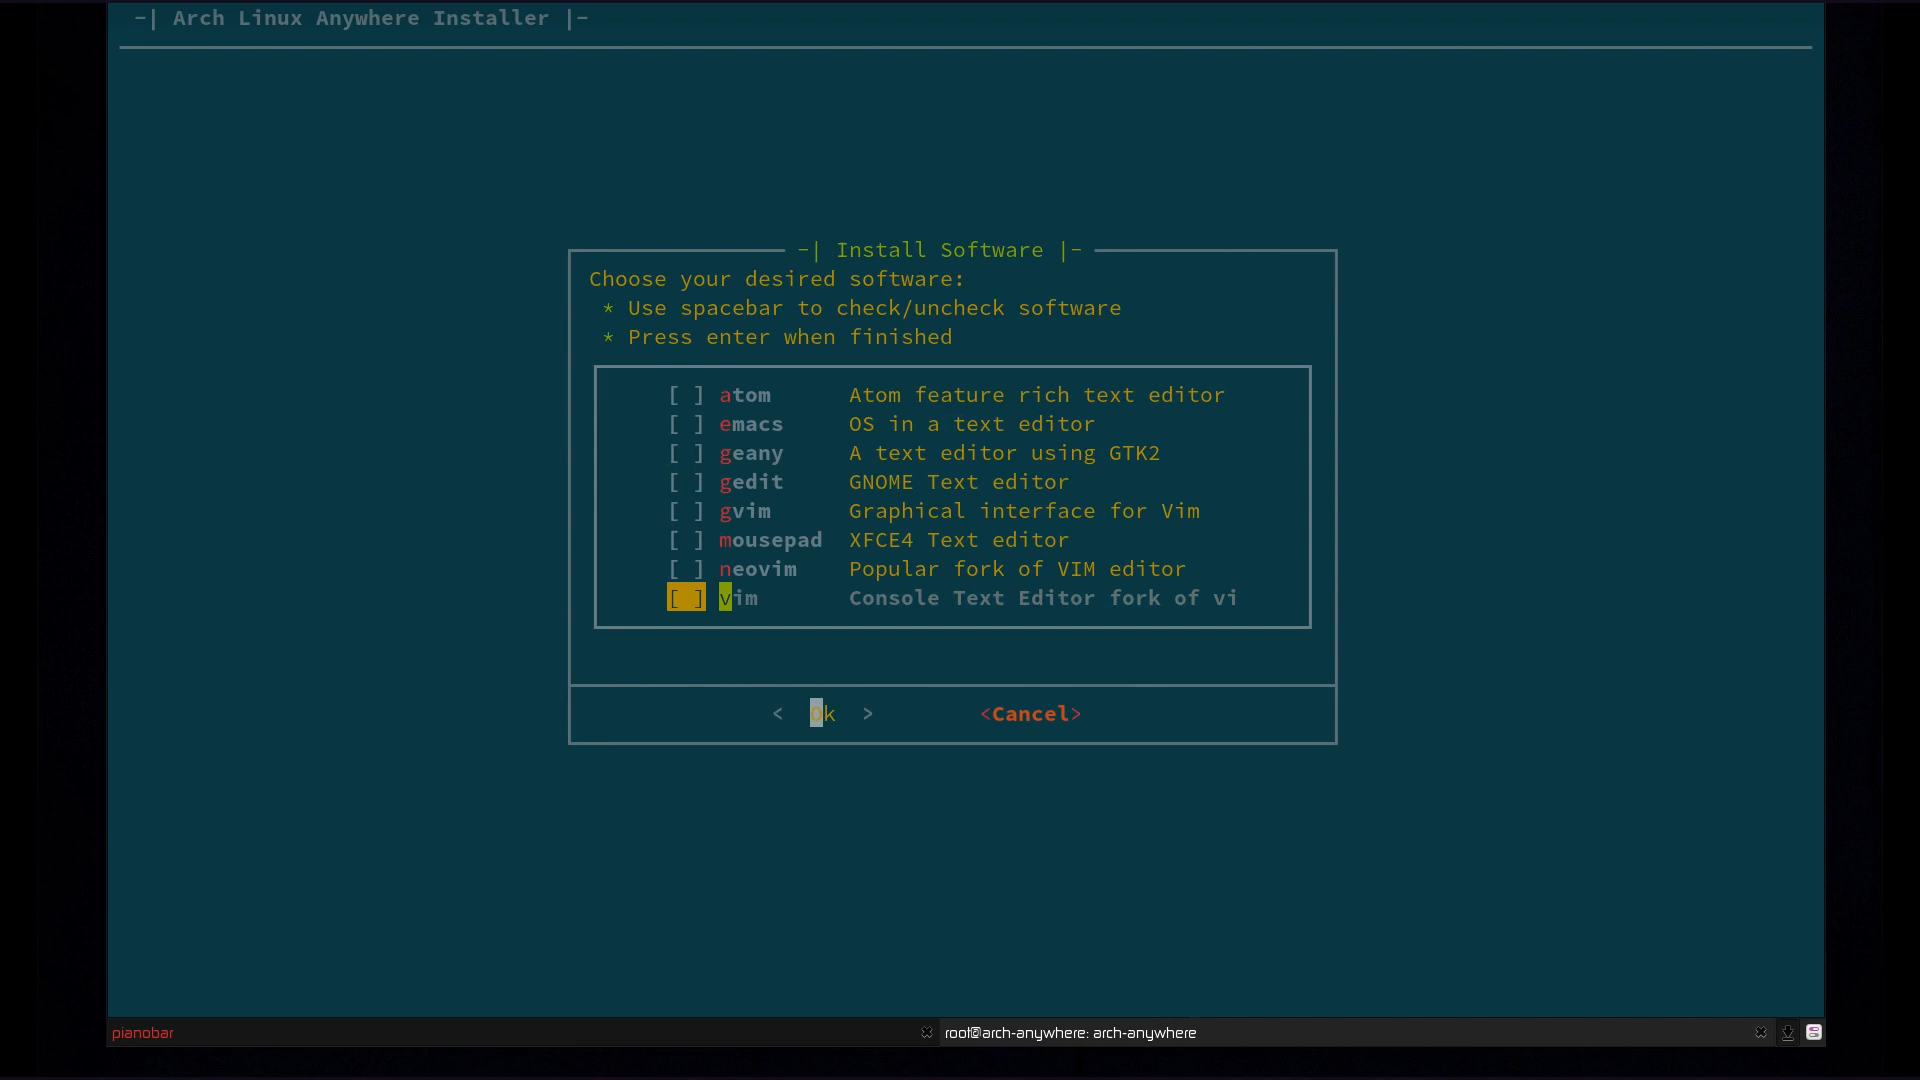 -| Arch Linux Anywhere Installer |-
-| Install Software |-
Choose your desired software:
* Use spacebar to check/uncheck software
* Press enter when finished
[ ] atom Atom feature rich text editor
[ ] emacs OS in a text editor
[ ] geany A text editor using GTK2
[ ] gedit GNOME Text editor
[ ] gvim Graphical interface for Vim
[ ] mousepad XFCE4 Text editor
[ ] neovim Popular fork of VIM editor
[ ] vim Console Text Editor fork of vi
< Ok > <Cancel>
pianobar root@arch-anywhere: arch-anywhere